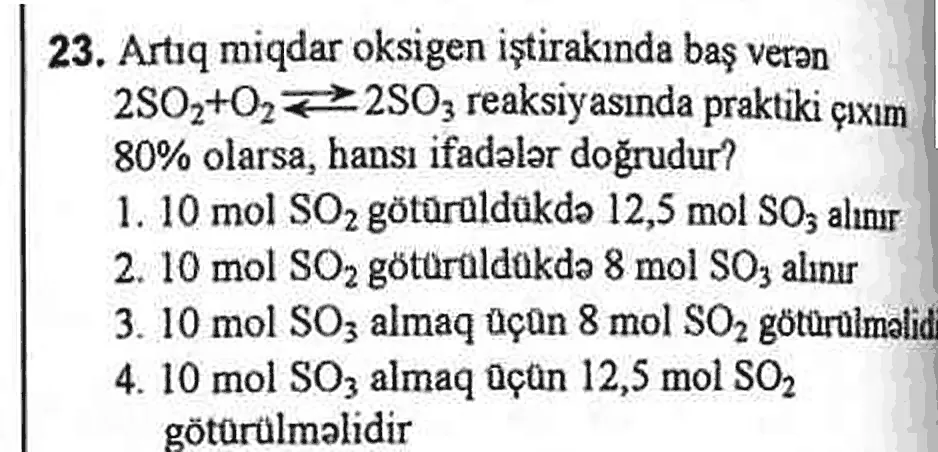 23. Artıq miqdar oksigen iştirakında baş verən
2SO₂+O₂⇄2SO₃ reaksiyasında praktiki çıxım
80% olarsa, hansı ifadələr doğrudur?
1. 10 mol SO₂ götürüldükdə 12,5 mol SO₃ alınır
2. 10 mol SO₂ götürüldükdə 8 mol SO₃ alınır
3. 10 mol SO₃ almaq üçün 8 mol SO₂ götürülməlidi
4. 10 mol SO₃ almaq üçün 12,5 mol SO₂
götürülməlidir